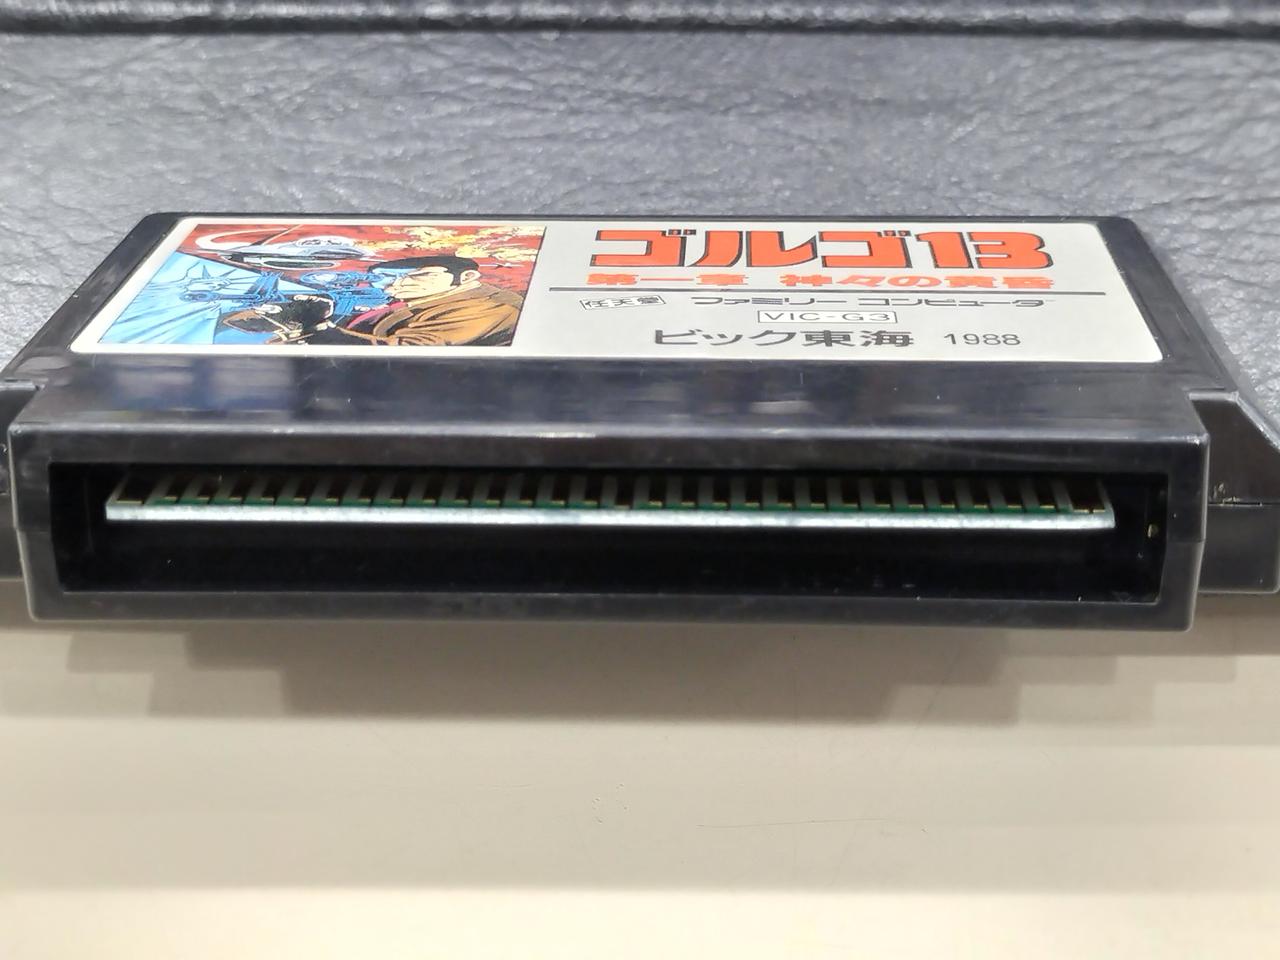 ゴルゴ13
第一章 神々の黄昏
任天堂 ファミリーコンピュータ
VIC-G3
ビック東海 1988